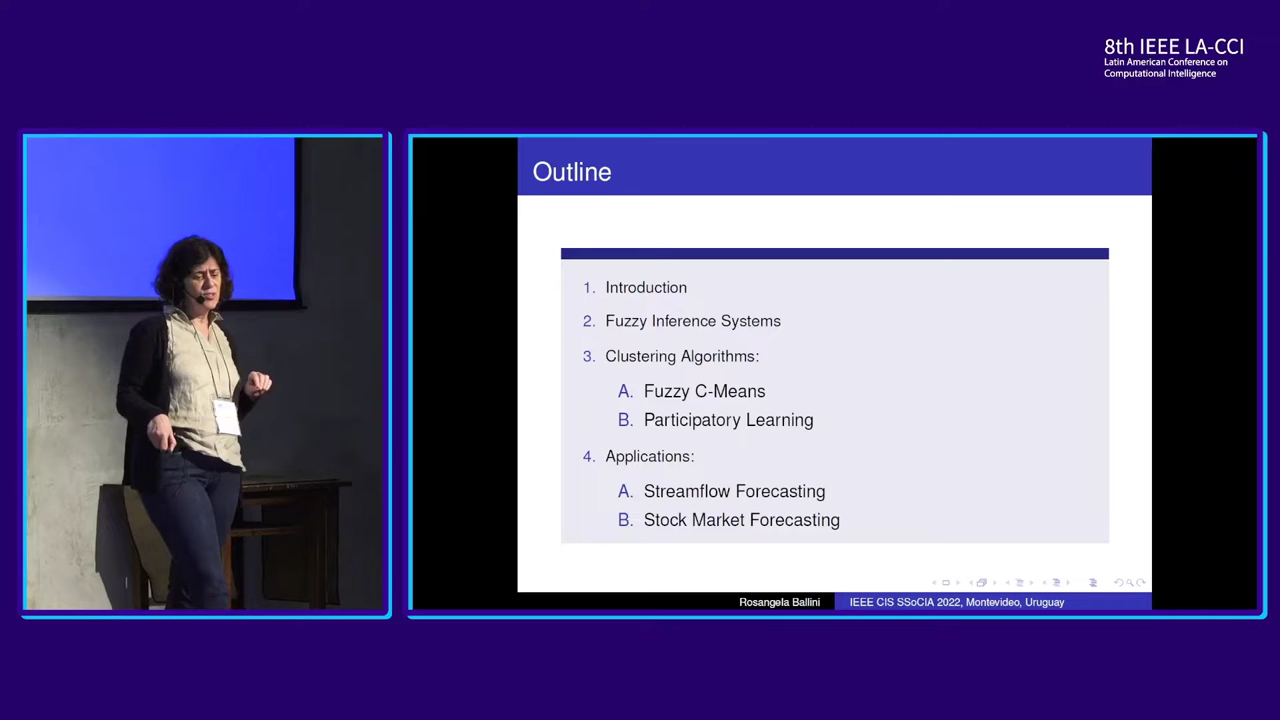 8th IEEE LA-CCI
Latin American Conference on
Computational Intelligence
Outline
1. Introduction
2. Fuzzy Inference Systems
3. Clustering Algorithms:
A. Fuzzy C-Means
B. Participatory Learning
4. Applications:
A. Streamflow Forecasting
B. Stock Market Forecasting
Rosangela Ballini
IEEE CIS SSoCIA 2022, Montevideo, Uruguay